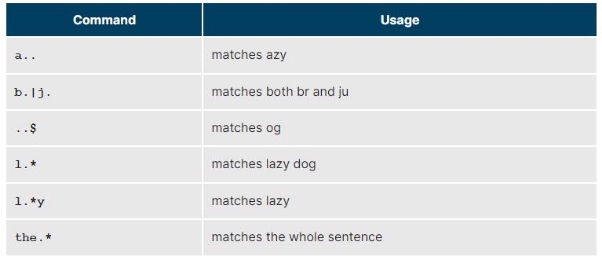 Command Usage
a.. matches azy
b.|j. matches both br and ju
..$ matches og
l.* matches lazy dog
l.*y matches lazy
the.* matches the whole sentence